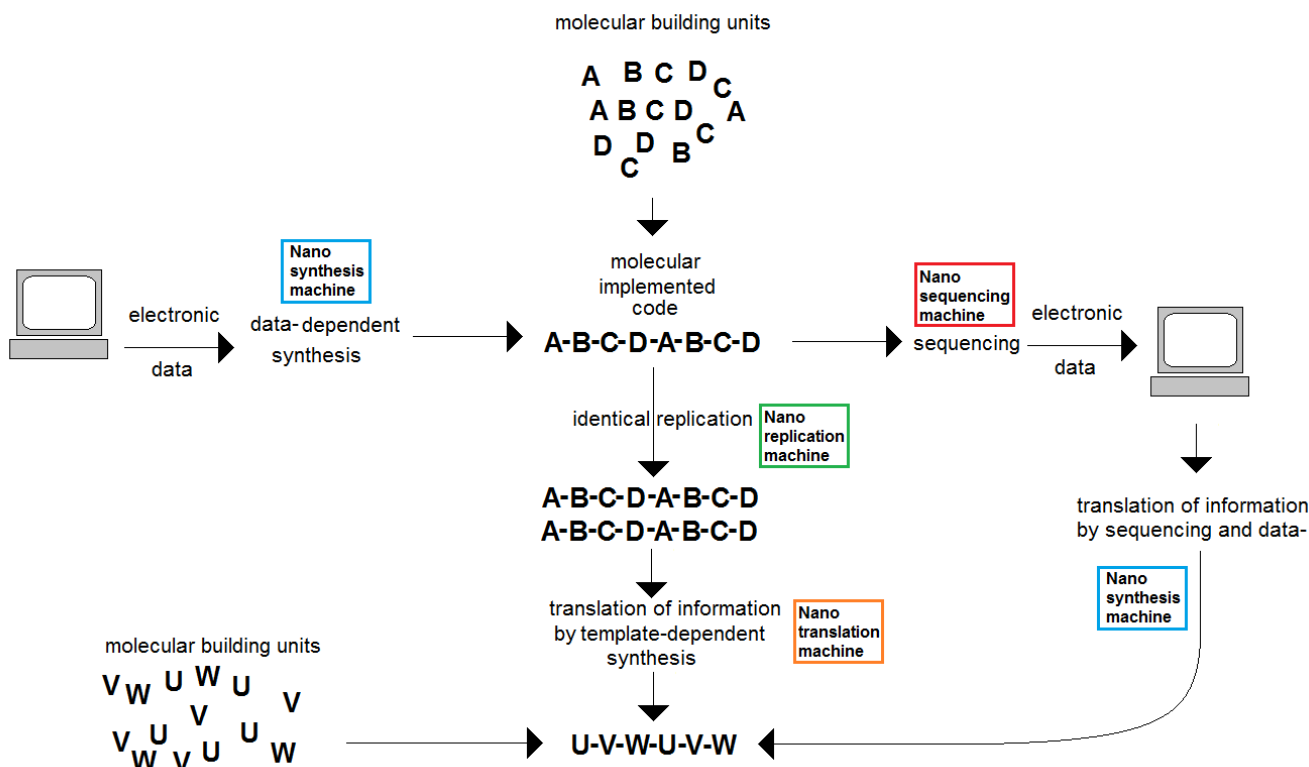 molecular building units
A B C D C
A B C D A
D C D B C
Nano
synthesis
machine
electronic
data
data-dependent
synthesis
molecular
implemented
code
A-B-C-D-A-B-C-D
Nano
sequencing
machine
sequencing
electronic
data
identical replication
Nano
replication
machine
A-B-C-D-A-B-C-D
A-B-C-D-A-B-C-D
translation of information
by sequencing and data-
Nano
synthesis
machine
translation of information
by template-dependent
synthesis
Nano
translation
machine
molecular building units
V W U W U V
V W U V V U U W
U-V-W-U-V-W